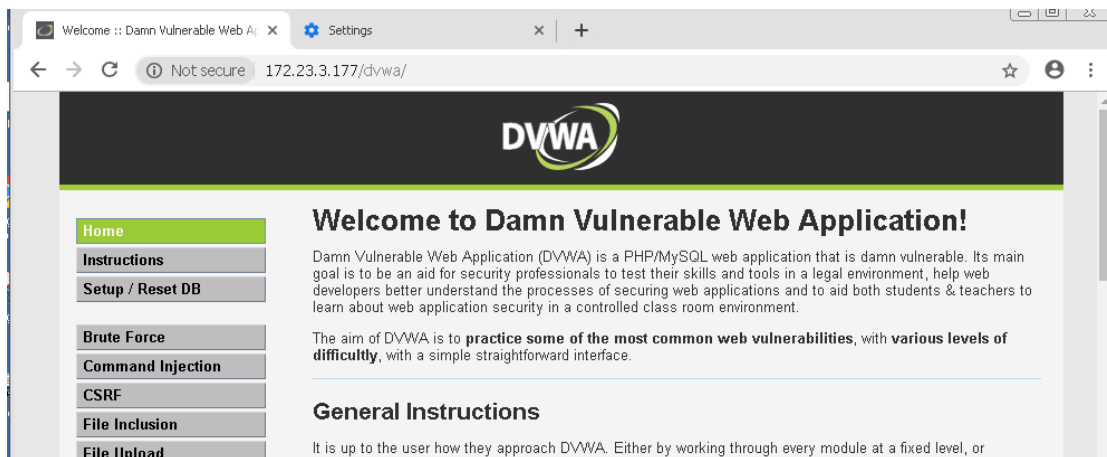 Welcome :: Damn Vulnerable Web Ap
Settings
Not secure 172.23.3.177/dvwa/
DVWA
Home
Instructions
Setup / Reset DB
Brute Force
Command Injection
CSRF
File Inclusion
File Upload
Welcome to Damn Vulnerable Web Application!
Damn Vulnerable Web Application (DVWA) is a PHP/MySQL web application that is damn vulnerable. Its main
goal is to be an aid for security professionals to test their skills and tools in a legal environment, help web
developers better understand the processes of securing web applications and to aid both students & teachers to
learn about web application security in a controlled class room environment.
The aim of DVWA is to practice some of the most common web vulnerabilities, with various levels of
difficultly, with a simple straightforward interface.
General Instructions
It is up to the user how they approach DVWA. Either by working through every module at a fixed level, or